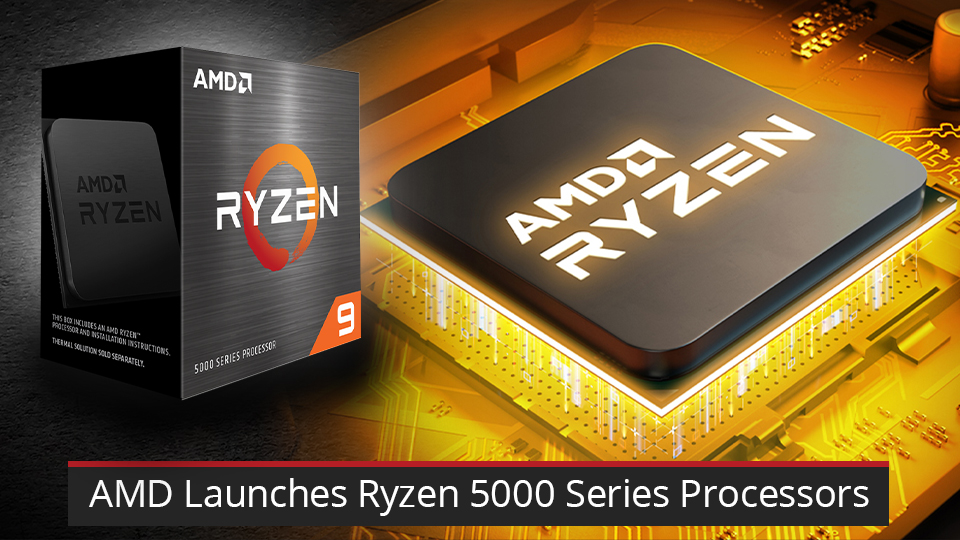 AMD
RYZEN
AMD
RYZEN
9
THIS BOX INCLUDES AN AMD RYZEN™
PROCESSOR AND INSTALLATION INSTRUCTIONS.
THERMAL SOLUTION SOLD SEPARATELY.
5000 SERIES PROCESSOR
AMD
RYZEN
AMD Launches Ryzen 5000 Series Processors